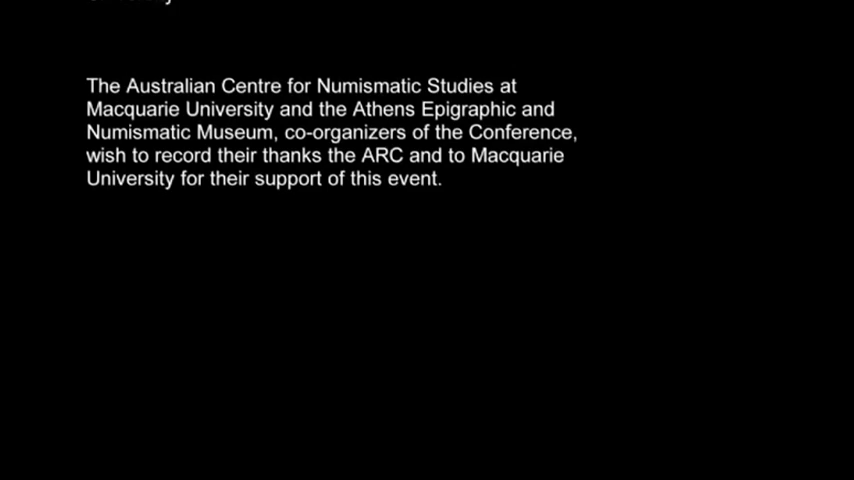 The Australian Centre for Numismatic Studies at
Macquarie University and the Athens Epigraphic and
Numismatic Museum, co-organizers of the Conference,
wish to record their thanks the ARC and to Macquarie
University for their support of this event.